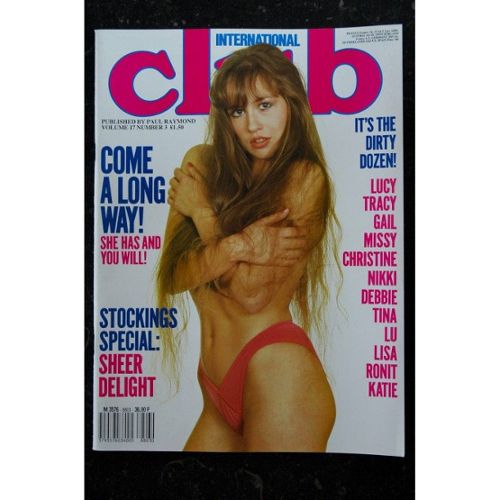 INTERNATIONAL
club
PUBLISHED BY PAUL RAYMOND
VOLUME 17 NUMBER 3 £1.50
COME
A LONG
WAY!
SHE HAS AND
YOU WILL!
STOCKINGS
SPECIAL:
SHEER
DELIGHT
IT'S THE
DIRTY
DOZEN!
LUCY
TRACY
GAIL
MISSY
CHRISTINE
NIKKI
DEBBIE
TINA
LU
LISA
RONIT
KATIE